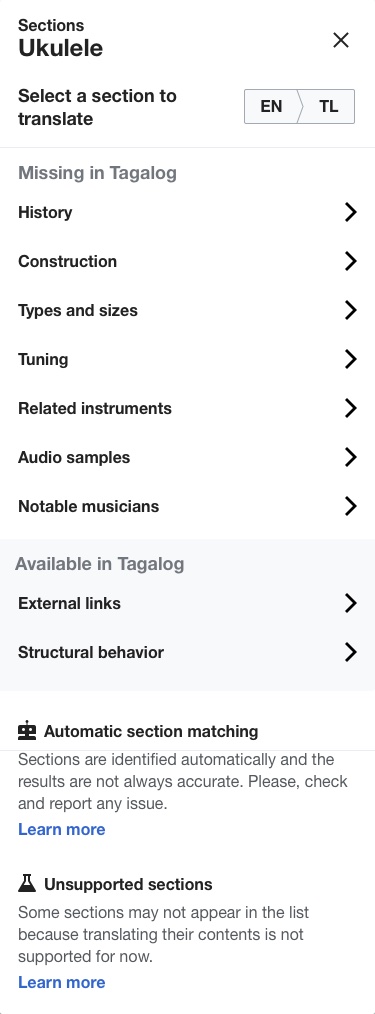 Sections
Ukulele
Select a section to
translate
EN
TL
Missing in Tagalog
History
Construction
Types and sizes
Tuning
Related instruments
Audio samples
Notable musicians
Available in Tagalog
External links
Structural behavior
Automatic section matching
Sections are identified automatically and the
results are not always accurate. Please, check
and report any issue.
Learn more
Unsupported sections
Some sections may not appear in the list
because translating their contents is not
supported for now.
Learn more